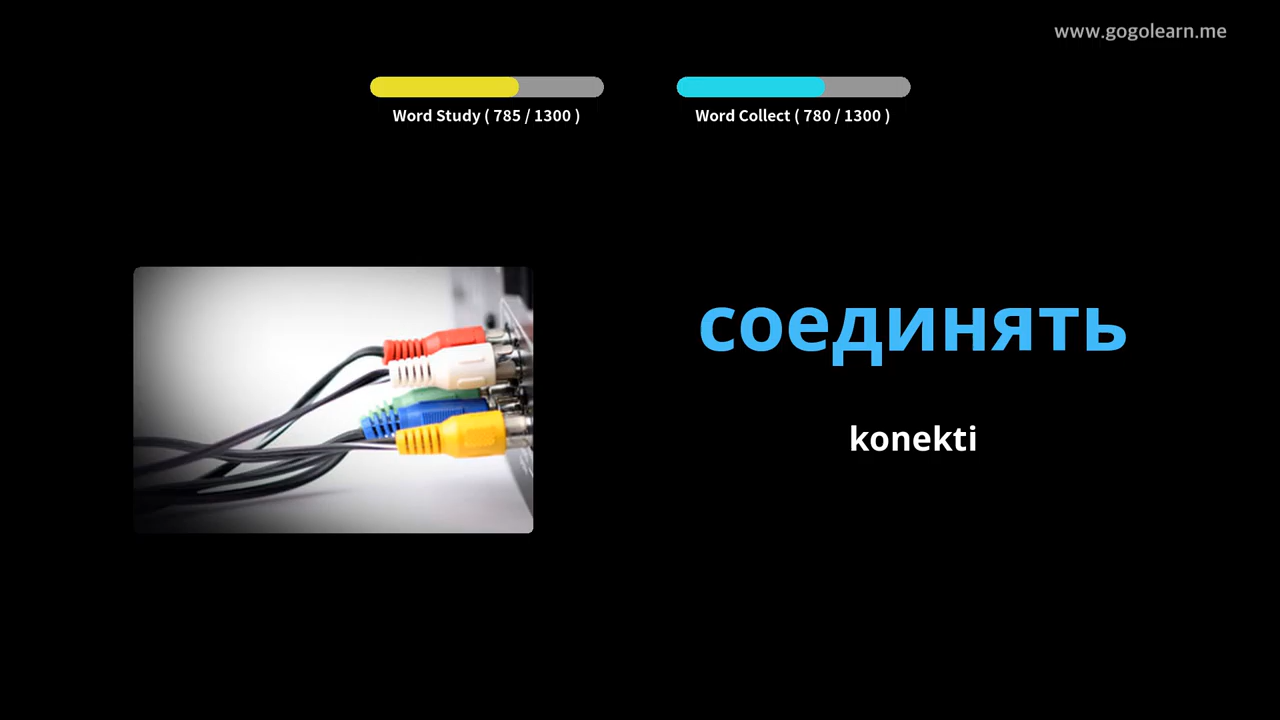 www.gogolearn.me
Word Study ( 785 / 1300 )
Word Collect ( 780 / 1300 )
соединять
konekti